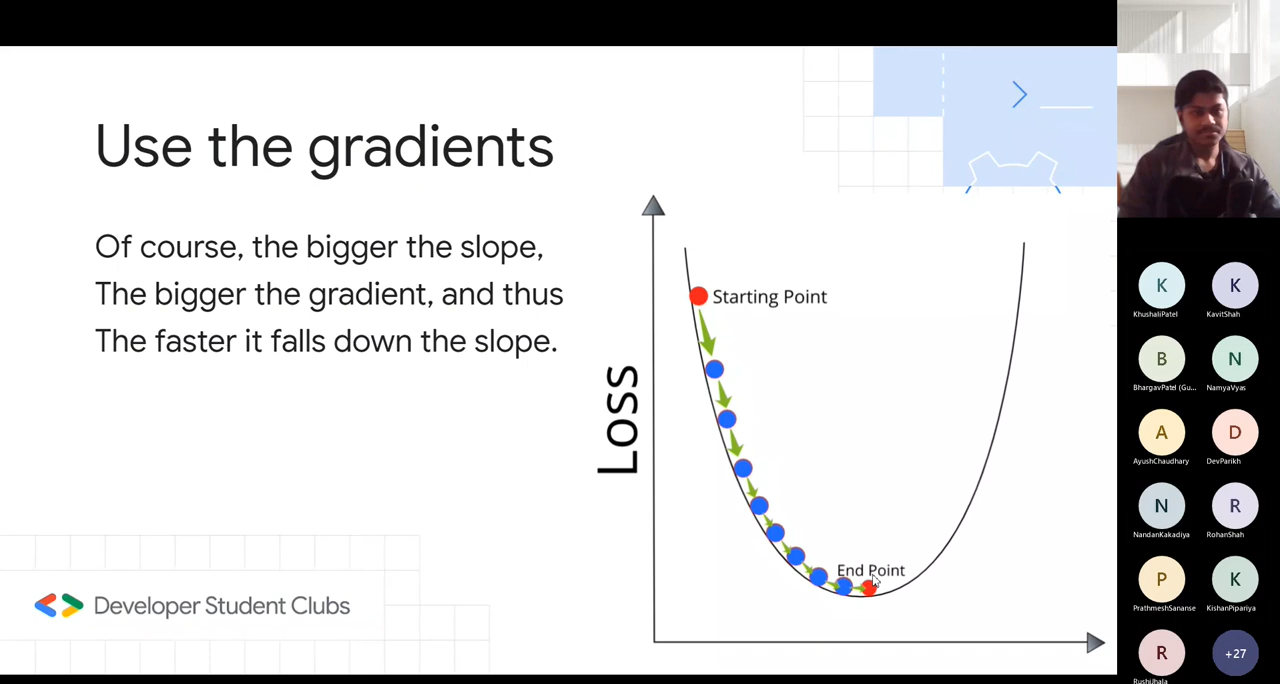 Use the gradients
Of course, the bigger the slope,
The bigger the gradient, and thus
The faster it falls down the slope.
Starting Point
Loss
End Point
Developer Student Clubs
K
KhushaliPatel
K
KavitShah
B
BhargavPatel (Gu...
N
NamyaVyas
A
AyushChaudhary
D
DevParikh
N
NandanKakadiya
R
RohanShah
P
PrathmeshSananse
K
KishanPipariya
R
RushiJhala
+27